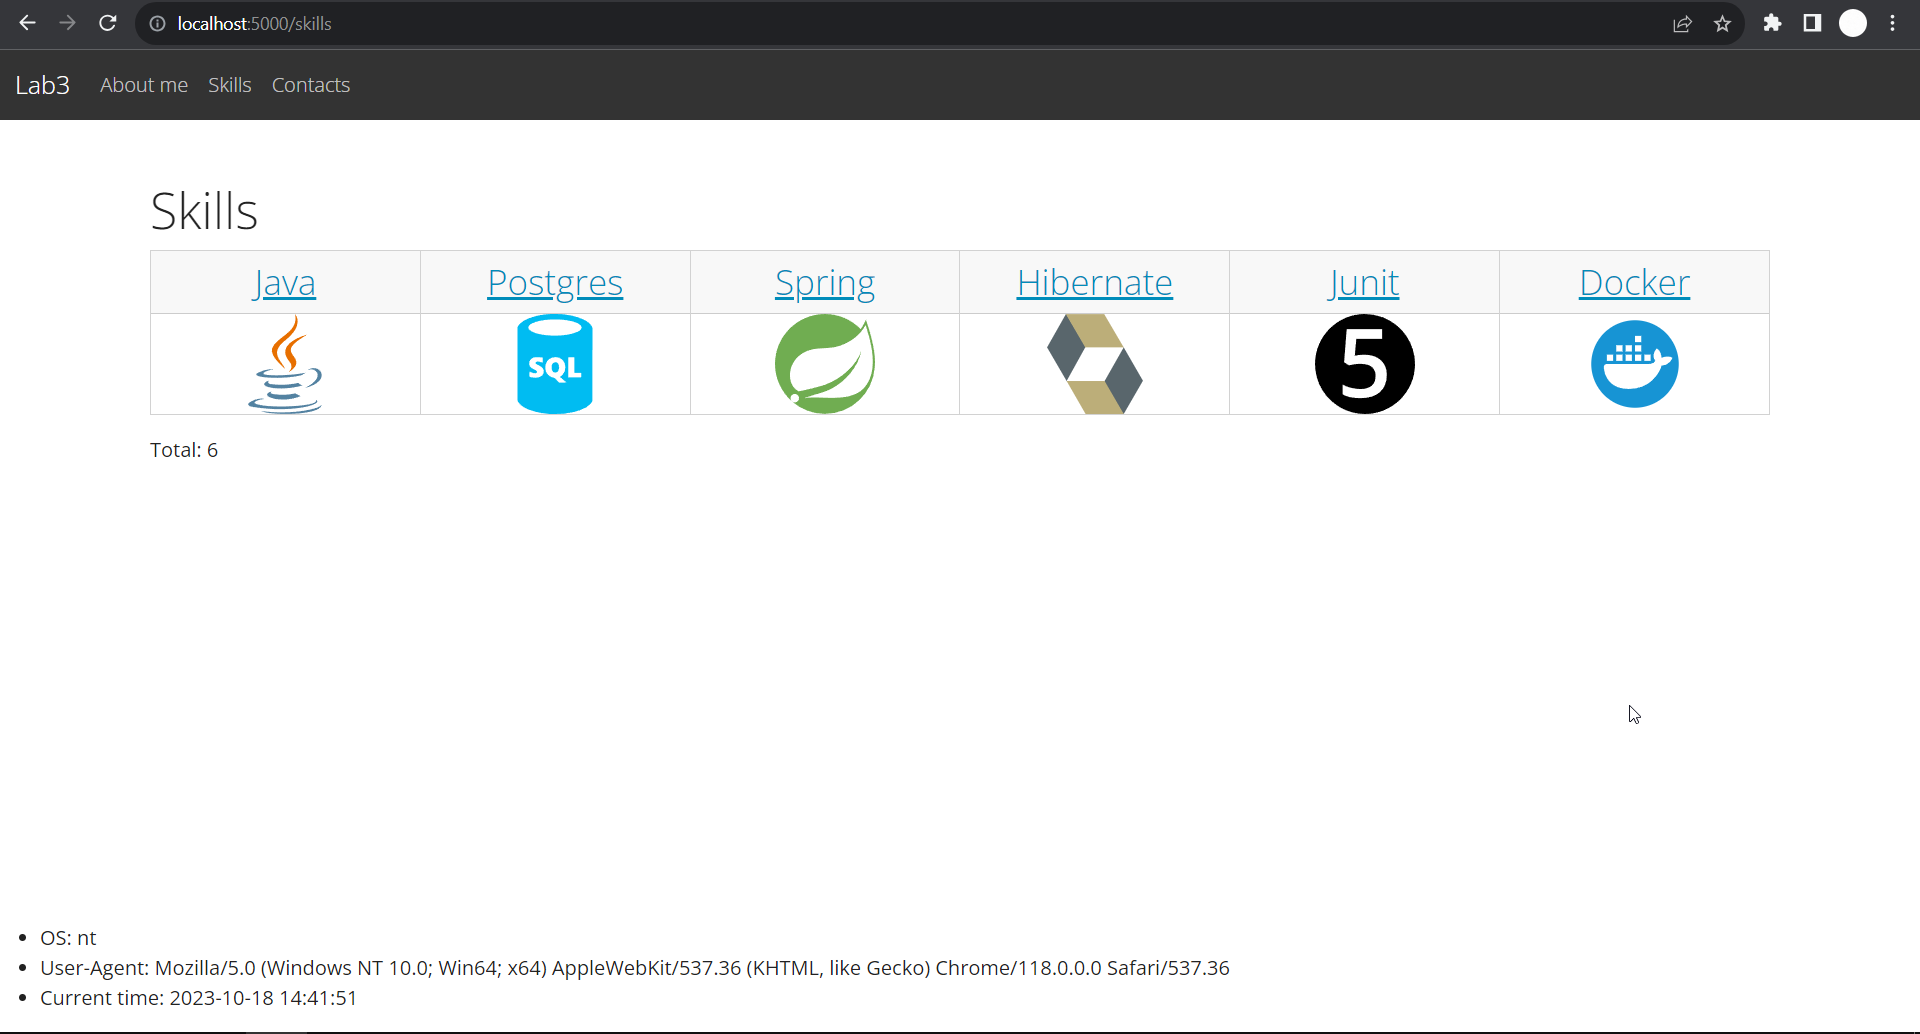 localhost:5000/skills
Lab3 About me Skills Contacts
Skills
Java Postgres Spring Hibernate Junit Docker
SQL 5
Total: 6
OS: nt
User-Agent: Mozilla/5.0 (Windows NT 10.0; Win64; x64) AppleWebKit/537.36 (KHTML, like Gecko) Chrome/118.0.0.0 Safari/537.36
Current time: 2023-10-18 14:41:51